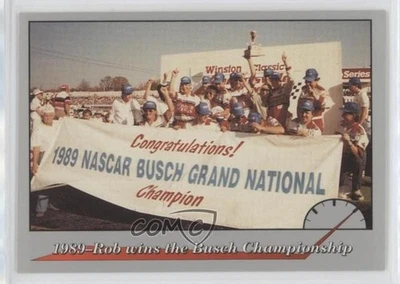 Winston Classic
Series
Congratulations!
1989 NASCAR BUSCH GRAND NATIONAL
Champion
COMC
1989–Rob wins the Busch Championship